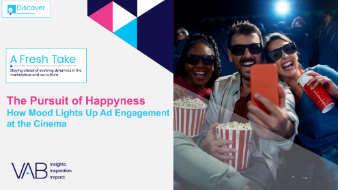 Discover
A Fresh Take
Staying ahead of evolving dynamics in the
marketplace and our culture
The Pursuit of Happyness
How Mood Lights Up Ad Engagement
at the Cinema
VAB
Insights.
Inspiration.
Impact.